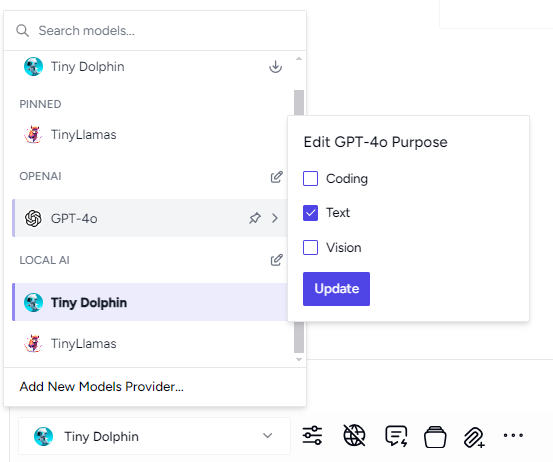 Search models...
Tiny Dolphin
PINNED
TinyLlamas
OPENAI
GPT-4o
LOCAL AI
Tiny Dolphin
TinyLlamas
Add New Models Provider...
Edit GPT-4o Purpose
Coding
Text
Vision
Update
Tiny Dolphin